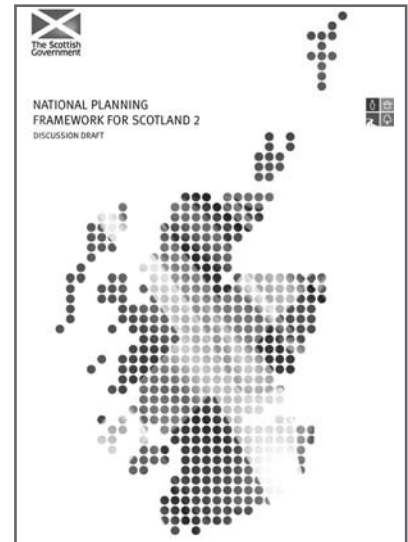 The Scottish
Government
NATIONAL PLANNING
FRAMEWORK FOR SCOTLAND 2
DISCUSSION DRAFT